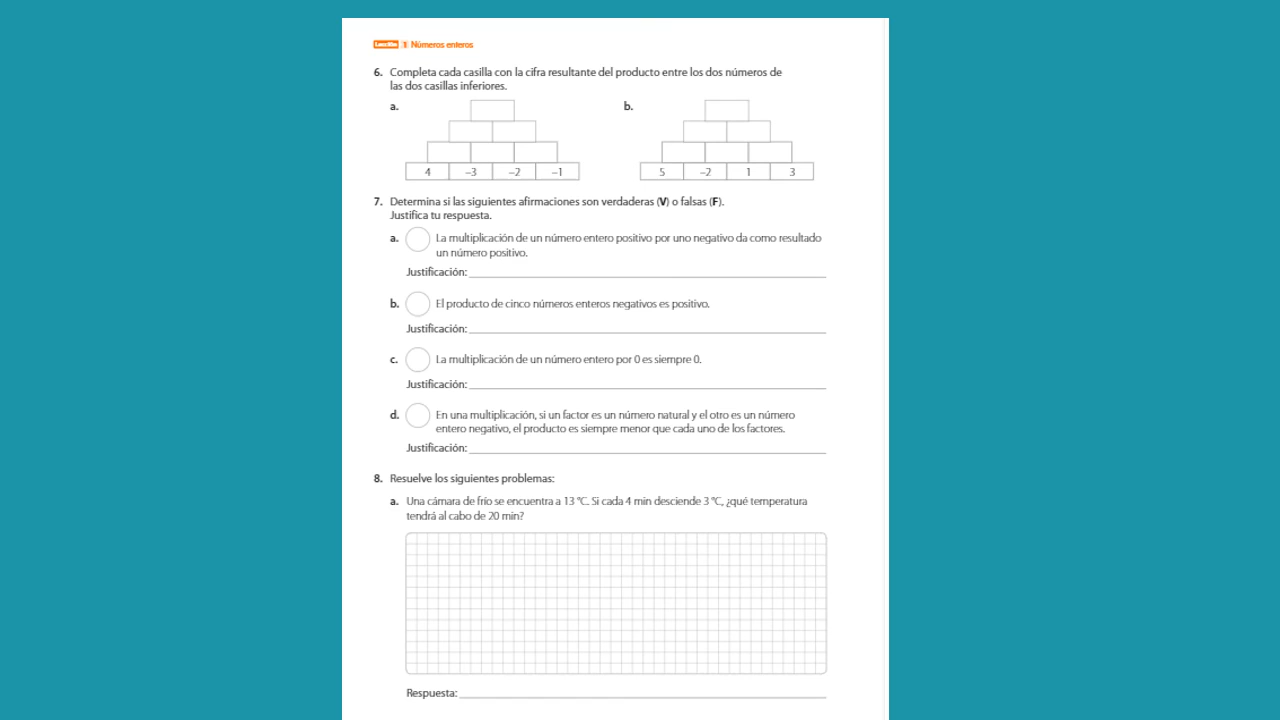 Lección 1 Números enteros
6. Completa cada casilla con la cifra resultante del producto entre los dos números de
las dos casillas inferiores.
a.
4 –3 –2 –1
b.
5 –2 1 3
7. Determina si las siguientes afirmaciones son verdaderas (V) o falsas (F).
Justifica tu respuesta.
a. La multiplicación de un número entero positivo por uno negativo da como resultado
un número positivo.
Justificación:
b. El producto de cinco números enteros negativos es positivo.
Justificación:
c. La multiplicación de un número entero por 0 es siempre 0.
Justificación:
d. En una multiplicación, si un factor es un número natural y el otro es un número
entero negativo, el producto es siempre menor que cada uno de los factores.
Justificación:
8. Resuelve los siguientes problemas:
a. Una cámara de frío se encuentra a 13 °C. Si cada 4 min desciende 3 °C, ¿qué temperatura
tendrá al cabo de 20 min?
Respuesta: